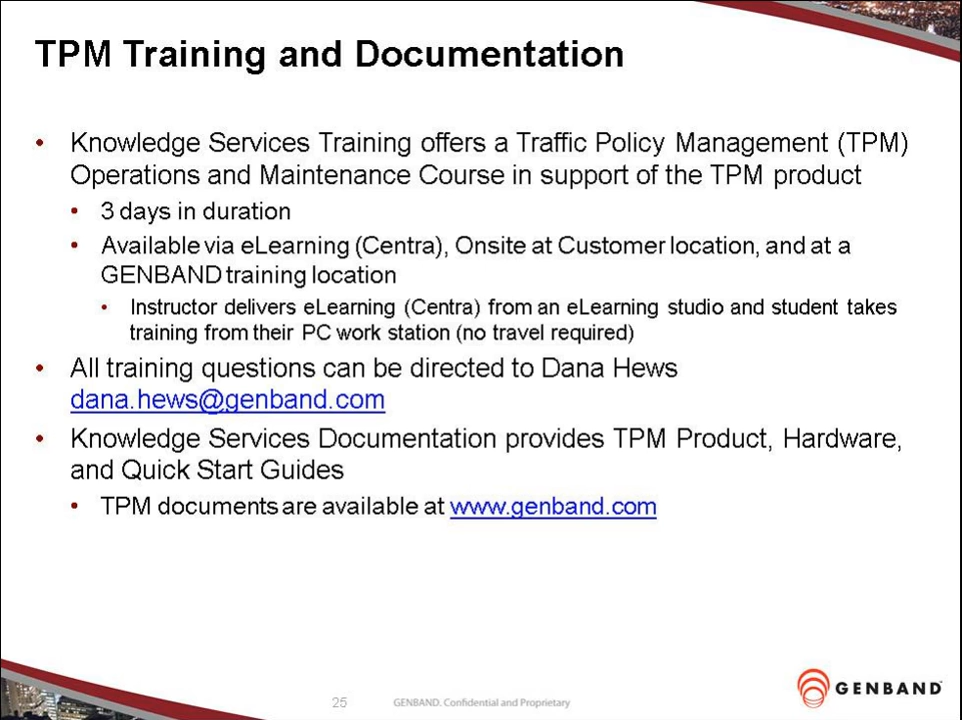 TPM Training and Documentation
• Knowledge Services Training offers a Traffic Policy Management (TPM)
Operations and Maintenance Course in support of the TPM product
• 3 days in duration
• Available via eLearning (Centra), Onsite at Customer location, and at a
GENBAND training location
• Instructor delivers eLearning (Centra) from an eLearning studio and student takes
training from their PC work station (no travel required)
• All training questions can be directed to Dana Hews
dana.hews@genband.com
• Knowledge Services Documentation provides TPM Product, Hardware,
and Quick Start Guides
• TPM documents are available at www.genband.com
25 GENBAND. Confidential and Proprietary
GENBAND™